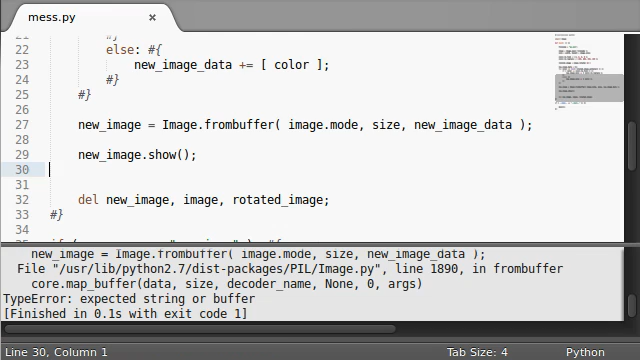 mess.py ×
21 #}
22 else: #{
23 new_image_data += [ color ];
24 #}
25 #}
26
27 new_image = Image.frombuffer( image.mode, size, new_image_data );
28
29 new_image.show();
30
31
32 del new_image, image, rotated_image;
33 #}
34
new_image = Image.frombuffer( image.mode, size, new_image_data );
File "/usr/lib/python2.7/dist-packages/PIL/Image.py", line 1890, in frombuffer
core.map_buffer(data, size, decoder_name, None, 0, args)
TypeError: expected string or buffer
[Finished in 0.1s with exit code 1]
Line 30, Column 1 Tab Size: 4 Python